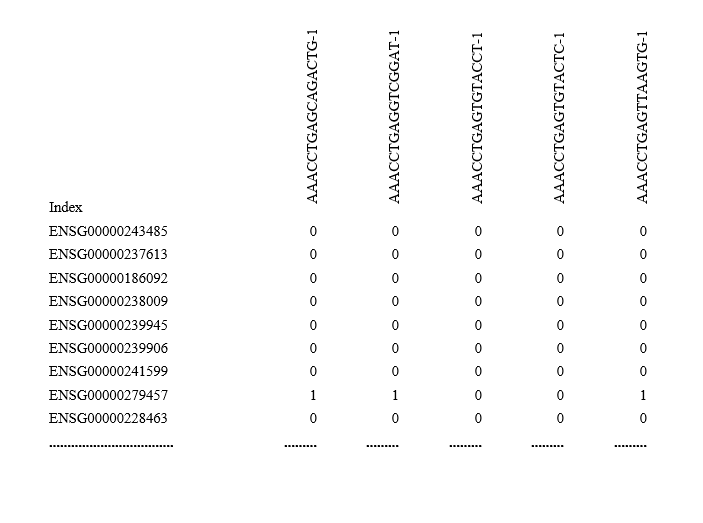 AAACCTGAGCAGACTG-1 AAACCTGAGGTCGGAT-1 AAACCTGAGTGTACCT-1 AAACCTGAGTGTACTC-1 AAACCTGAGTTAAGTG-1
Index
ENSG00000243485 0 0 0 0 0
ENSG00000237613 0 0 0 0 0
ENSG00000186092 0 0 0 0 0
ENSG00000238009 0 0 0 0 0
ENSG00000239945 0 0 0 0 0
ENSG00000239906 0 0 0 0 0
ENSG00000241599 0 0 0 0 0
ENSG00000279457 1 1 0 0 1
ENSG00000228463 0 0 0 0 0
.................................. ......... ......... ......... ......... .........